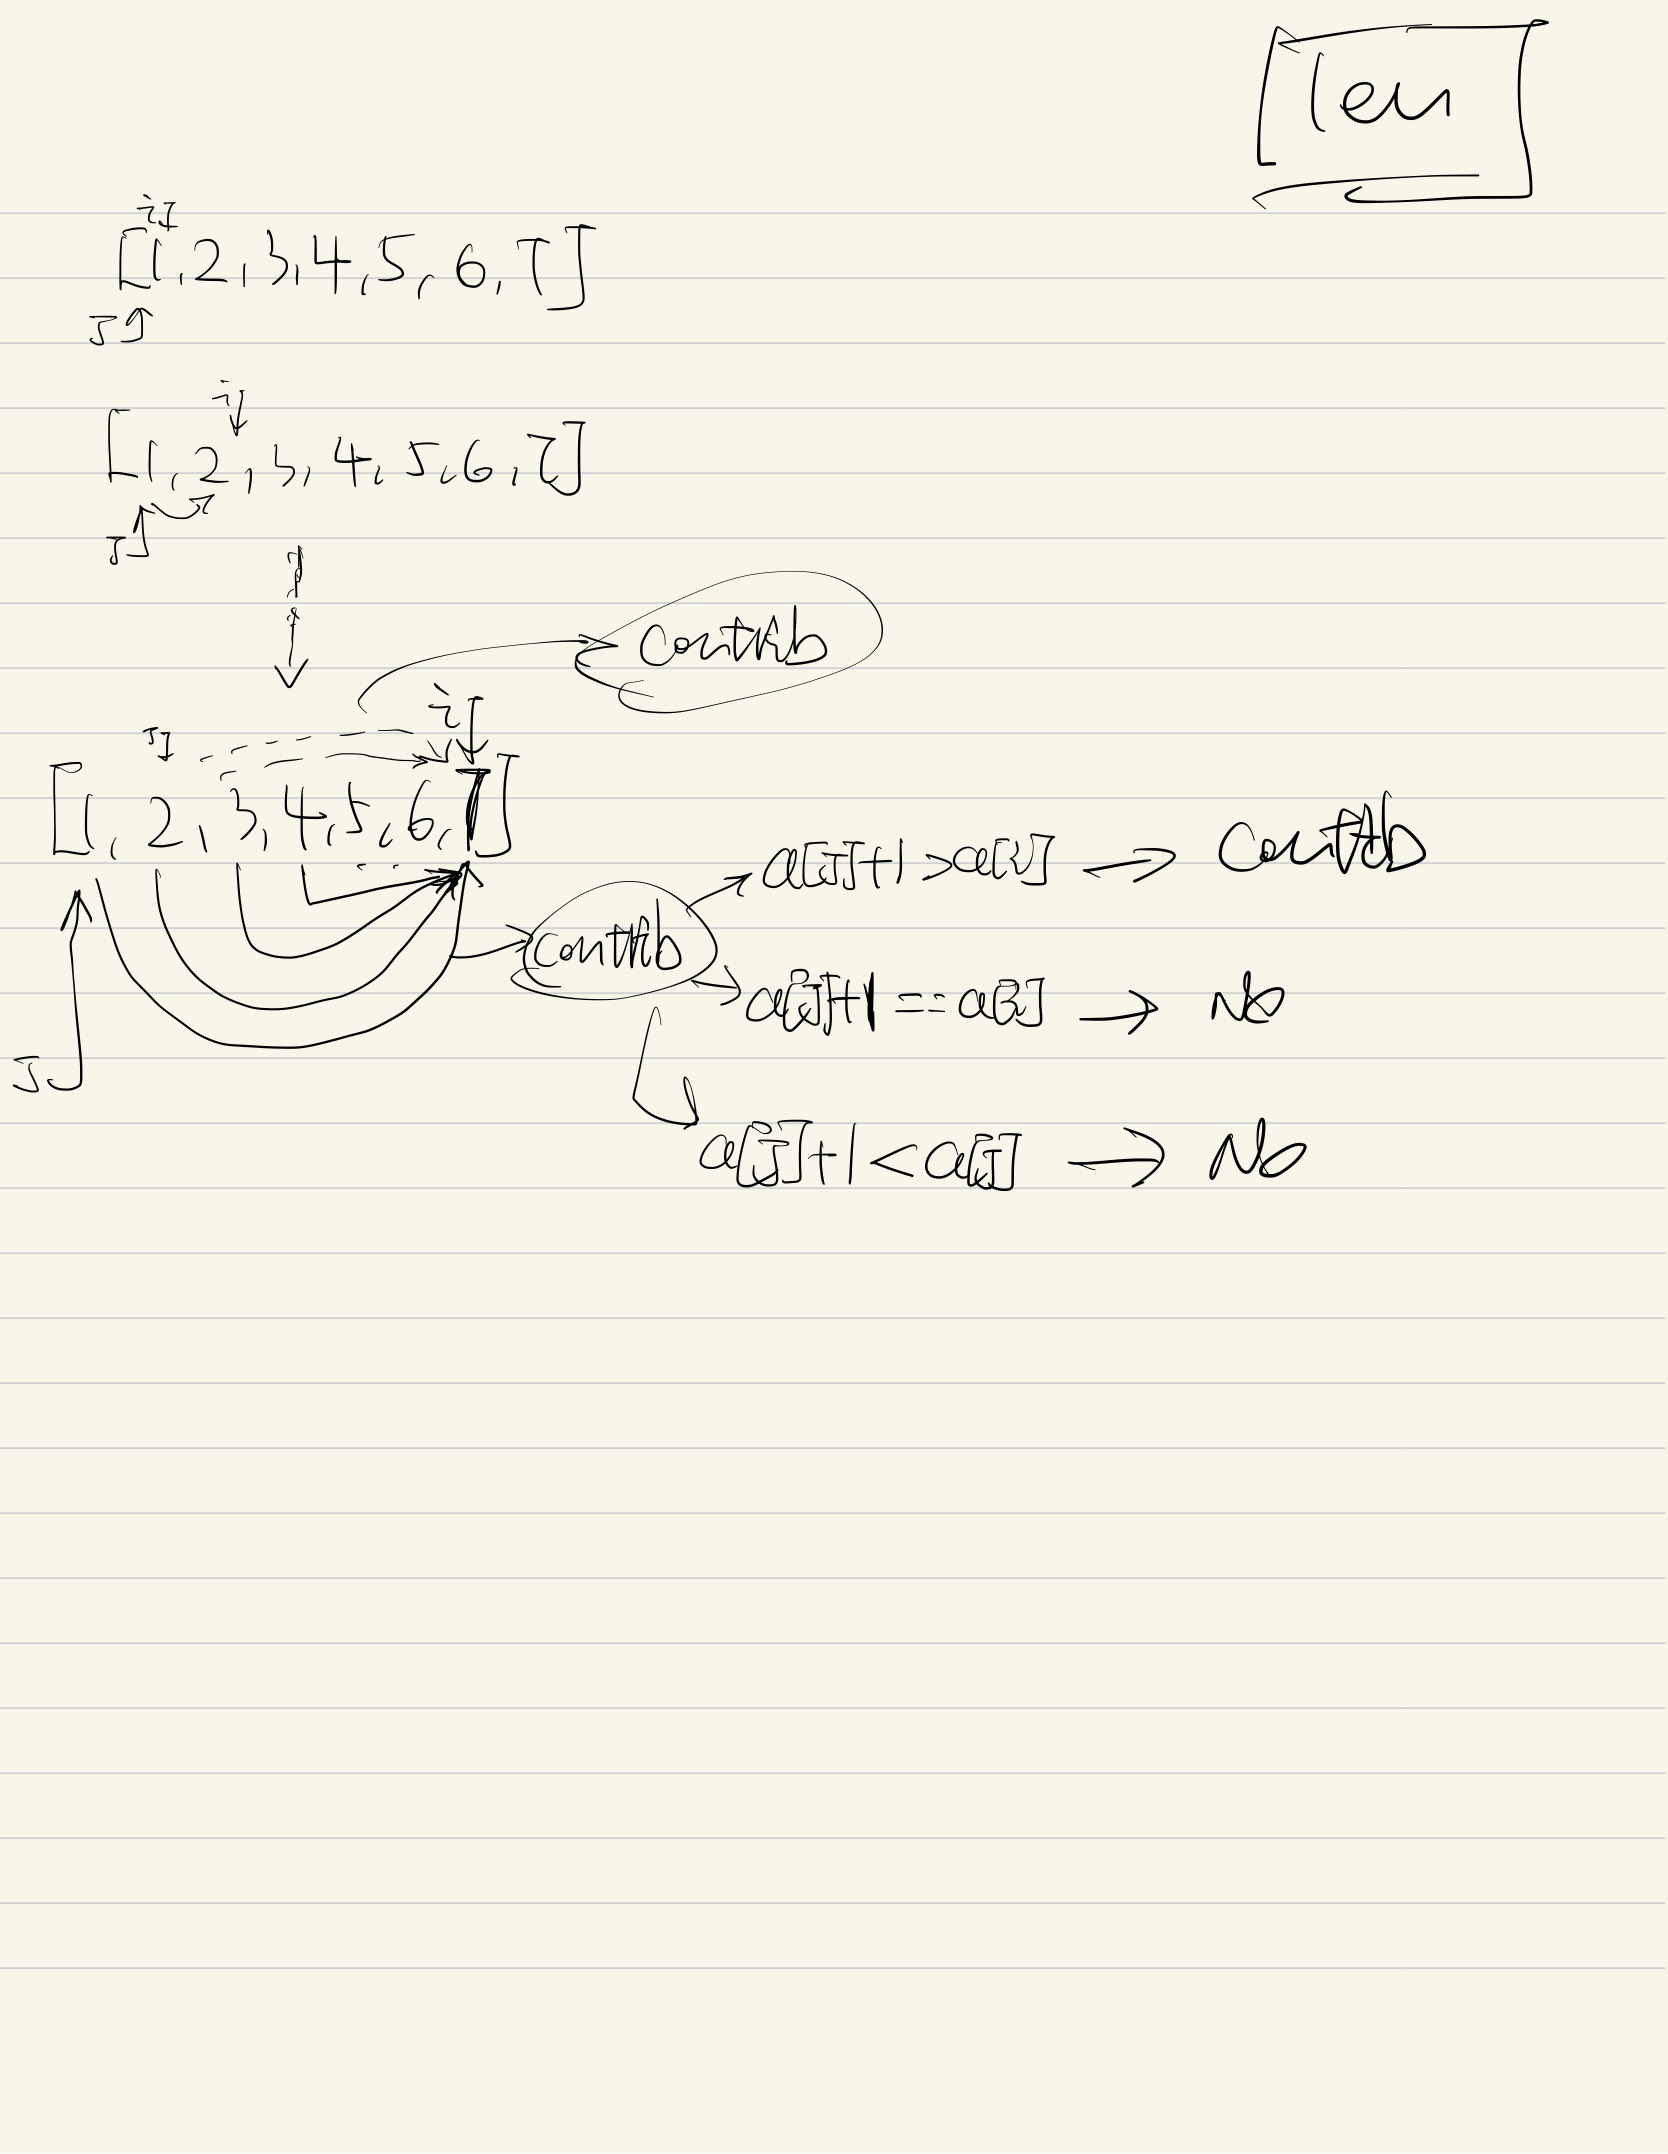 len
i
[1, 2, 3, 4, 5, 6, 7]
J
i
[1, 2, 3, 4, 5, 6, 7]
J
contrib
i
J
[1, 2, 3, 4, 5, 6, 7]
a[J]+1 > a[i] → contrib
contrib
a[J]+1 == a[i] → No
J
a[J]+1 < a[J] → No